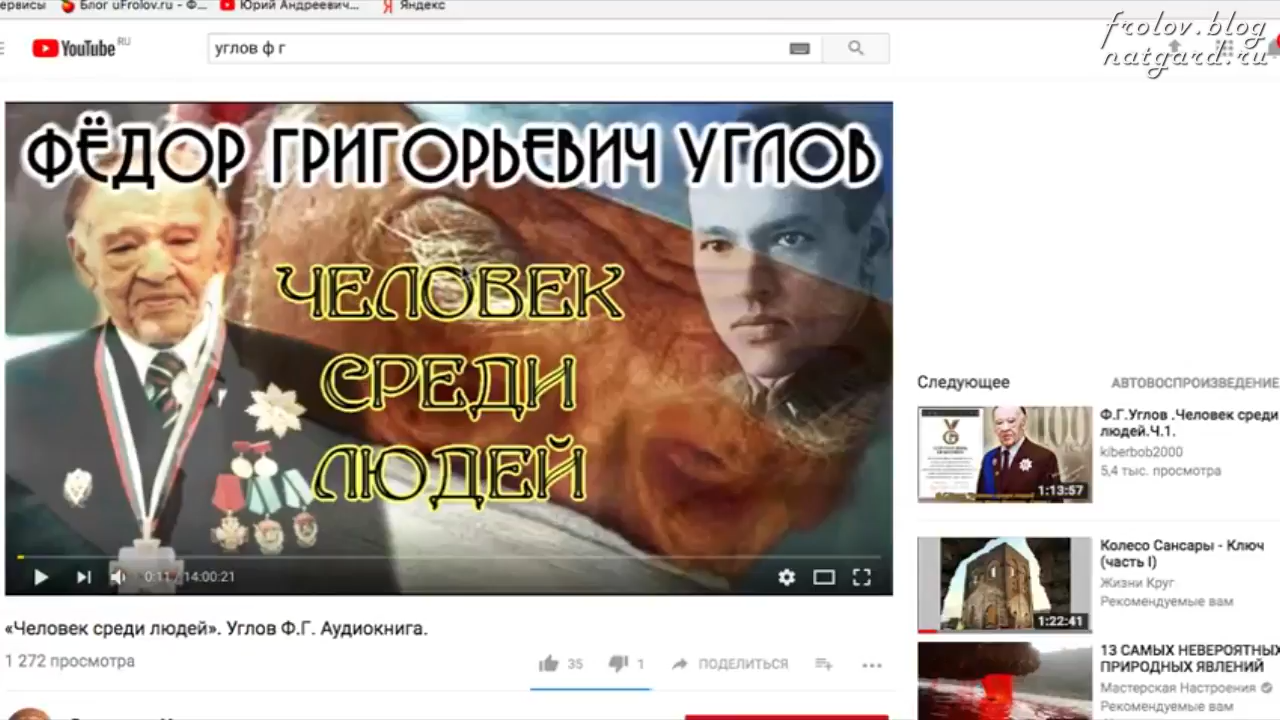 ервисы
Блог uFrolov.ru - Ф...
Юрий Андреевич...
Яндекс
frolov.blog
natgard.ru
YouTube RU
углов ф г
ФЁДОР ГРИГОРЬЕВИЧ УГЛОВ
ЧЕЛОВЕК
СРЕДИ
ЛЮДЕЙ
0:11 / 14:00:21
«Человек среди людей». Углов Ф.Г. Аудиокнига.
1 272 просмотра
35
1
ПОДЕЛИТЬСЯ
Следующее
АВТОВОСПРОИЗВЕДЕНИЕ
Ф.Г.Углов .Человек среди
людей.Ч.1.
kiberbob2000
5,4 тыс. просмотра
1:13:57
Колесо Сансары - Ключ
(часть I)
Жизни Круг
Рекомендуемые вам
1:22:41
13 САМЫХ НЕВЕРОЯТНЫХ
ПРИРОДНЫХ ЯВЛЕНИЙ
Мастерская Настроения
Рекомендуемые вам